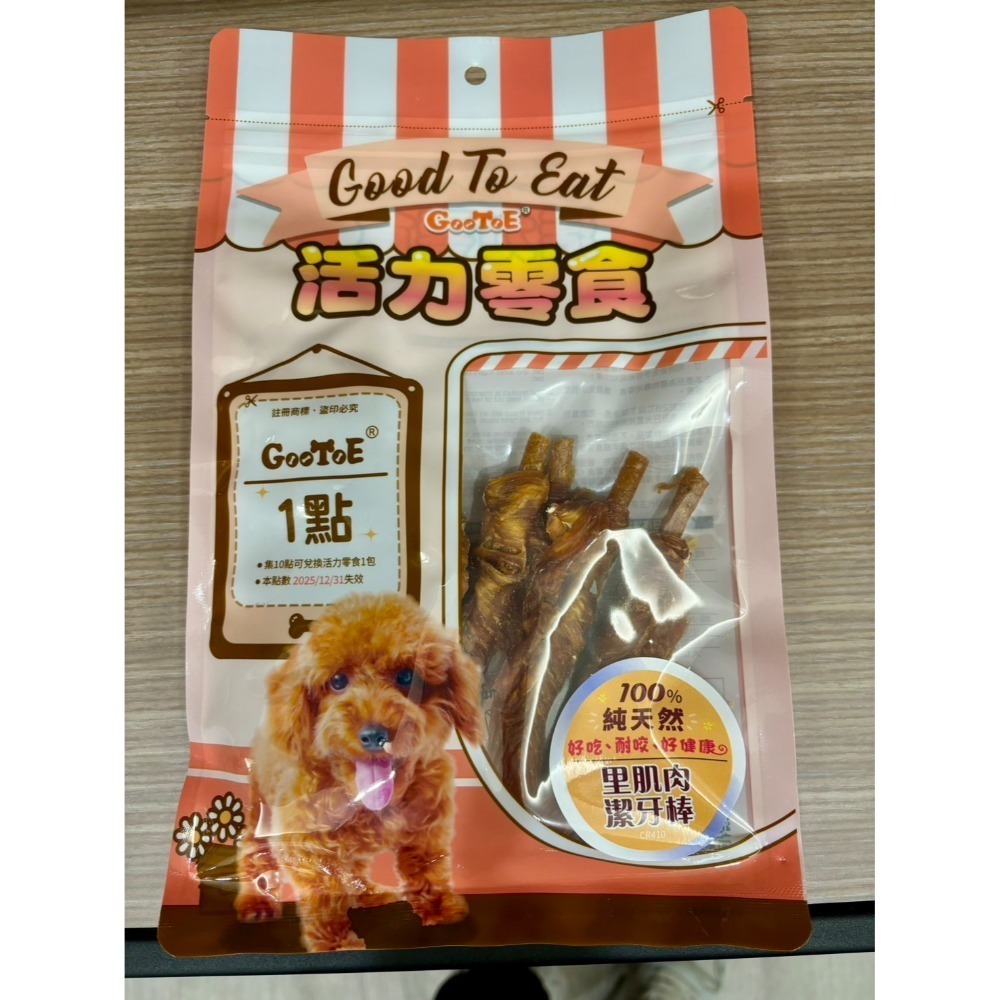 Good To Eat
GooToE®
活力零食
註冊商標・盜印必究
GooToE®
1點
•集10點可兌換活力零食1包
•本點數 2025/12/31失效
100%
純天然
好吃、耐咬、好健康
里肌肉
潔牙棒
CR410